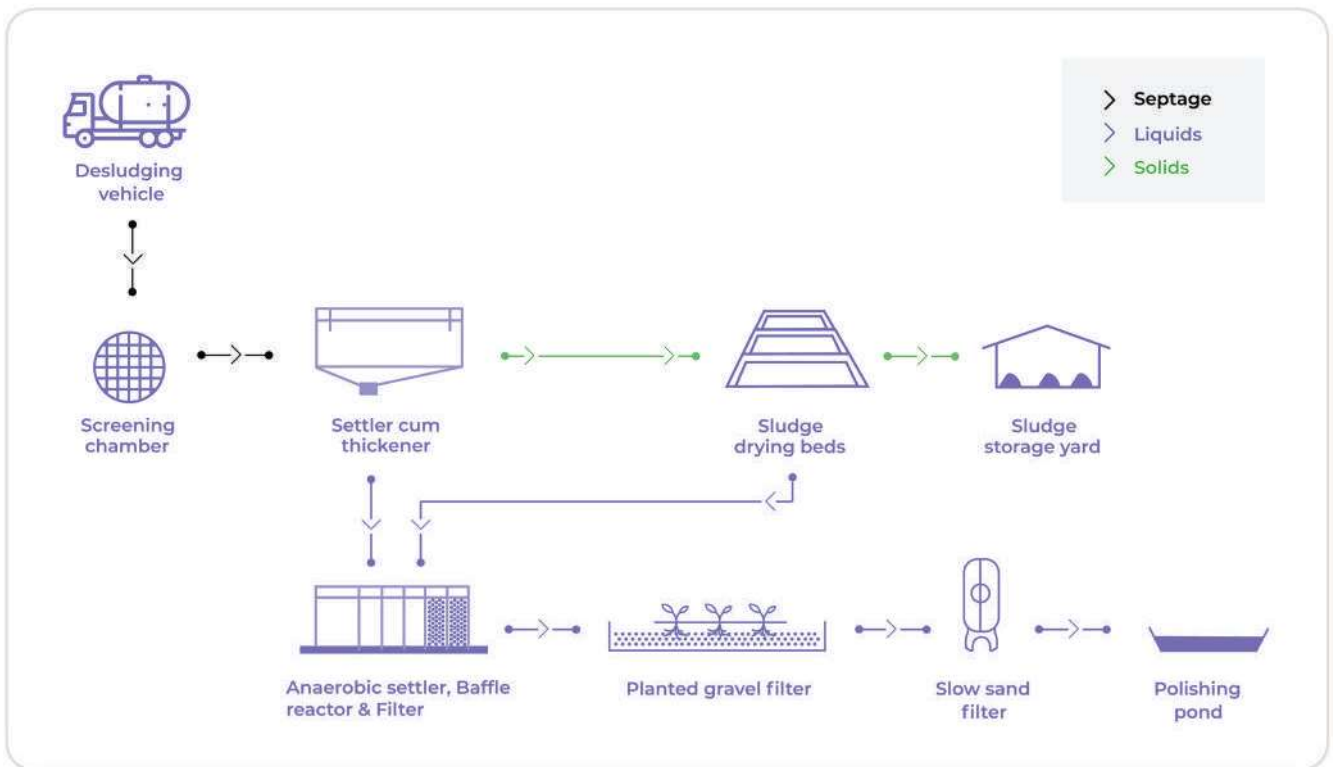 Desludging
vehicle
Septage
Liquids
Solids
Screening
chamber
Settler cum
thickener
Sludge
drying beds
Sludge
storage yard
Anaerobic settler, Baffle
reactor & Filter
Planted gravel filter
Slow sand
filter
Polishing
pond